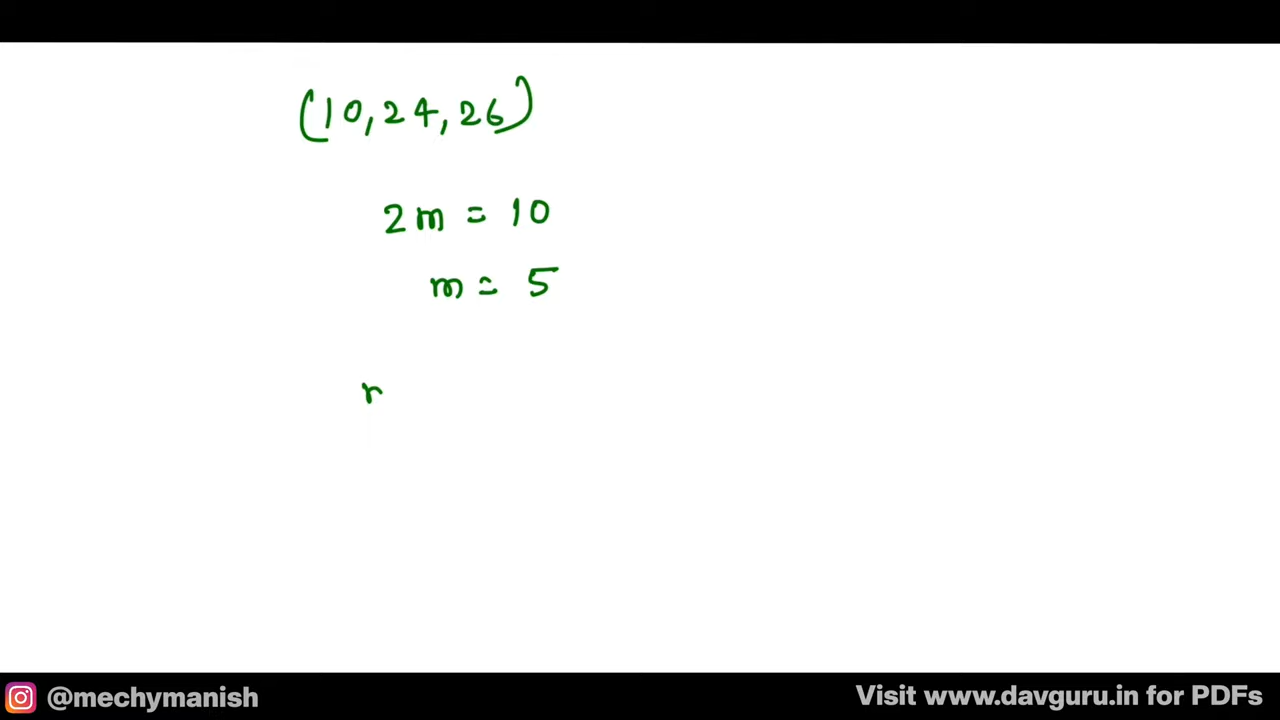 (10,24,26)
2m = 10
m = 5
r
@mechymanish
Visit www.davguru.in for PDFs